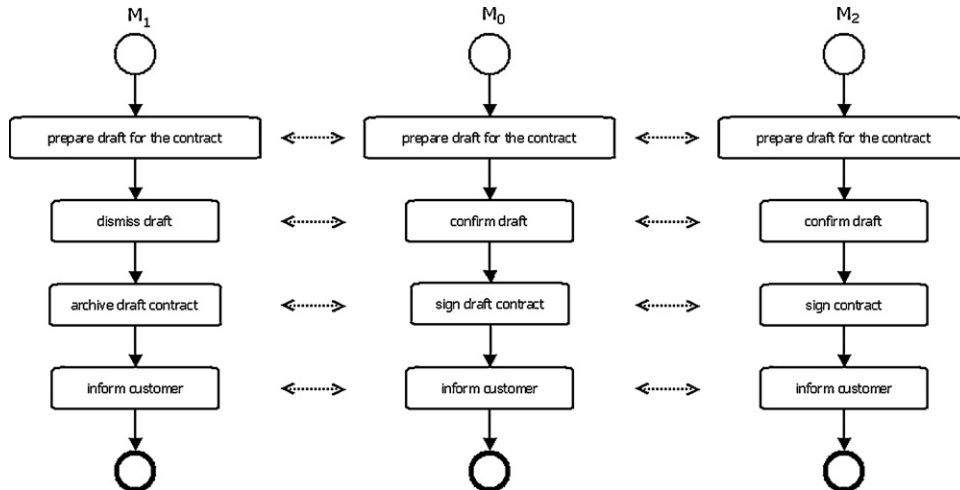 M1 M0 M2
prepare draft for the contract prepare draft for the contract prepare draft for the contract
dismiss draft confirm draft confirm draft
archive draft contract sign draft contract sign contract
inform customer inform customer inform customer